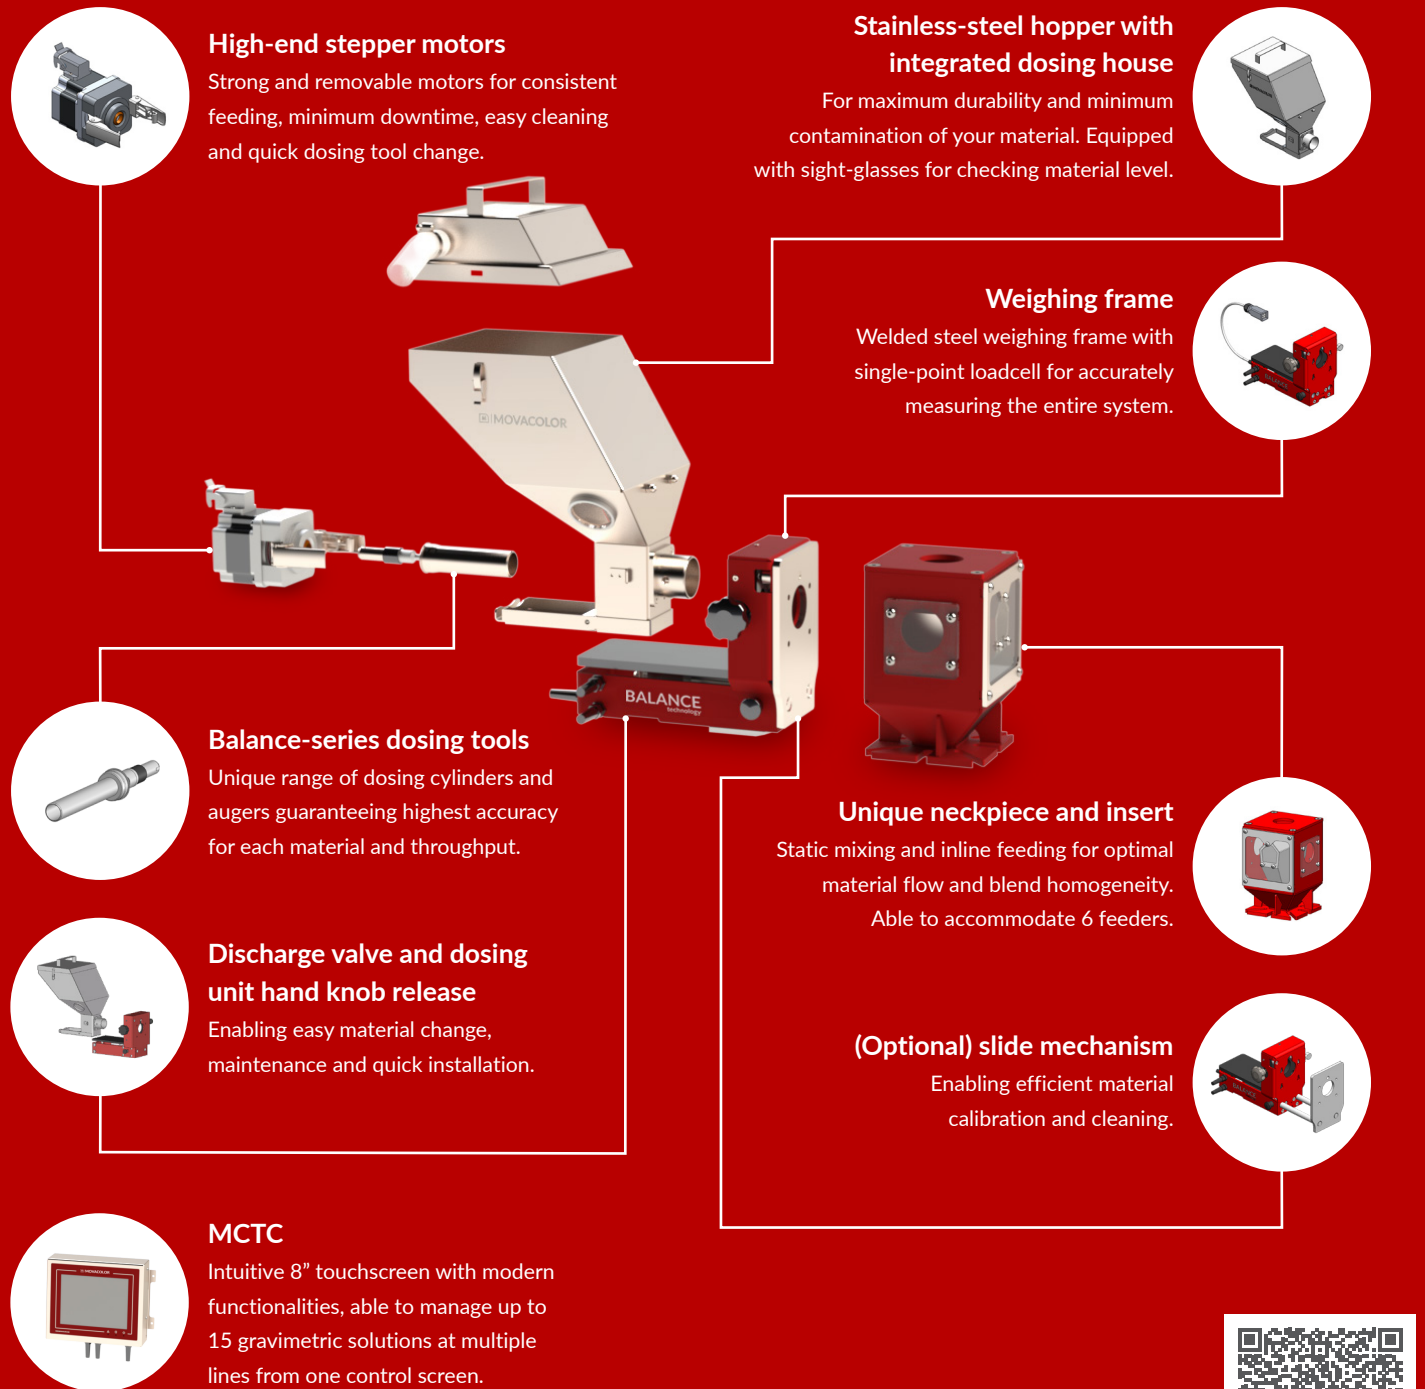 High-end stepper motors
Strong and removable motors for consistent
feeding, minimum downtime, easy cleaning
and quick dosing tool change.
Stainless-steel hopper with
integrated dosing house
For maximum durability and minimum
contamination of your material. Equipped
with sight-glasses for checking material level.
Weighing frame
Welded steel weighing frame with
single-point loadcell for accurately
measuring the entire system.
MOVACOLOR
BALANCE
technology
BALANCE
Balance-series dosing tools
Unique range of dosing cylinders and
augers guaranteeing highest accuracy
for each material and throughput.
Unique neckpiece and insert
Static mixing and inline feeding for optimal
material flow and blend homogeneity.
Able to accommodate 6 feeders.
Discharge valve and dosing
unit hand knob release
Enabling easy material change,
maintenance and quick installation.
(Optional) slide mechanism
Enabling efficient material
calibration and cleaning.
BALANCE
MCTC
Intuitive 8” touchscreen with modern
functionalities, able to manage up to
15 gravimetric solutions at multiple
lines from one control screen.
MOVACOLOR